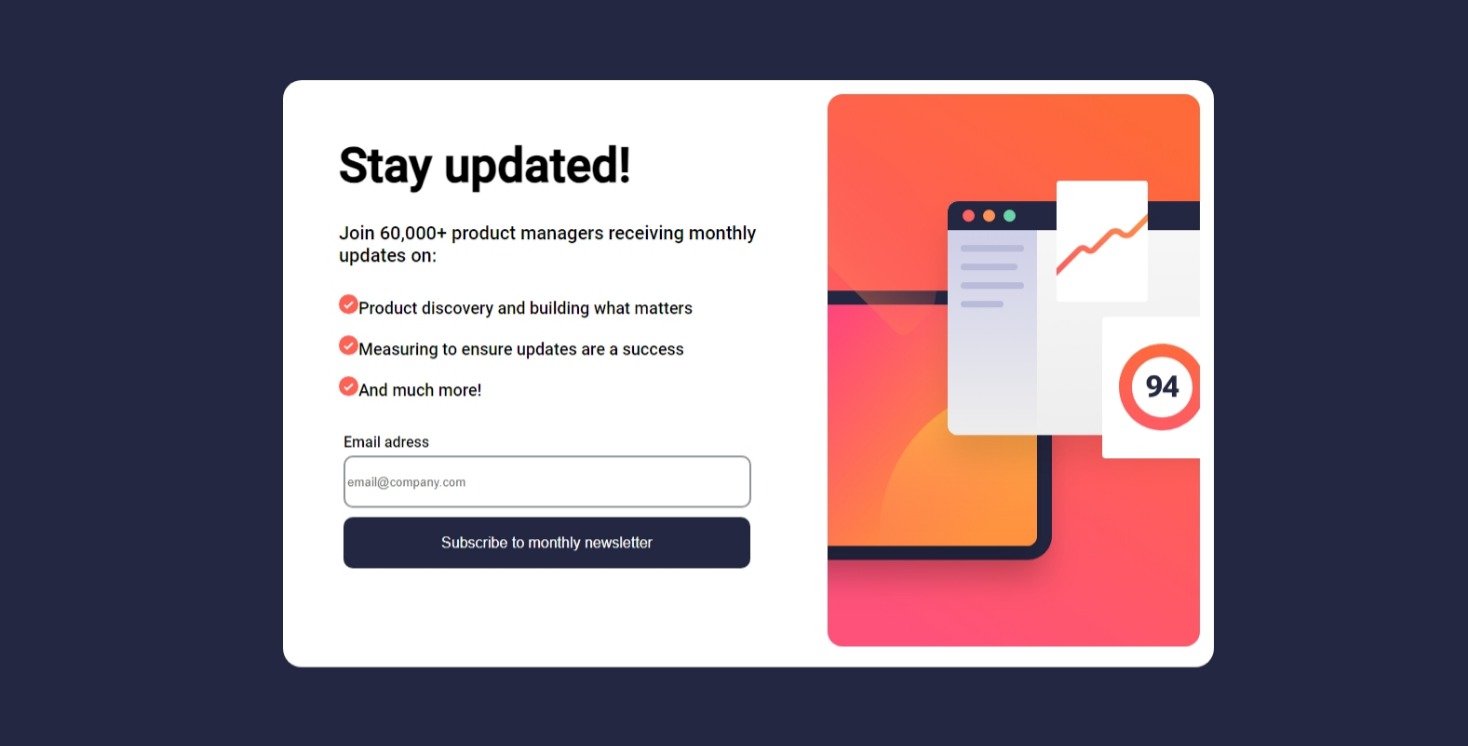 Stay updated!
Join 60,000+ product managers receiving monthly
updates on:
Product discovery and building what matters
Measuring to ensure updates are a success
And much more!
Email adress
email@company.com
Subscribe to monthly newsletter
94